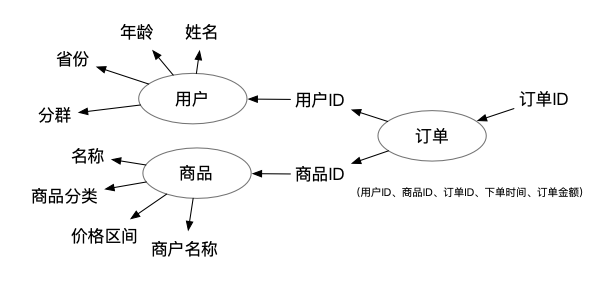 年龄
姓名
省份
用户
分群
用户ID
订单ID
订单
名称
商品
商品ID
商品分类
(用户ID、商品ID、订单ID、下单时间、订单金额)
价格区间
商户名称